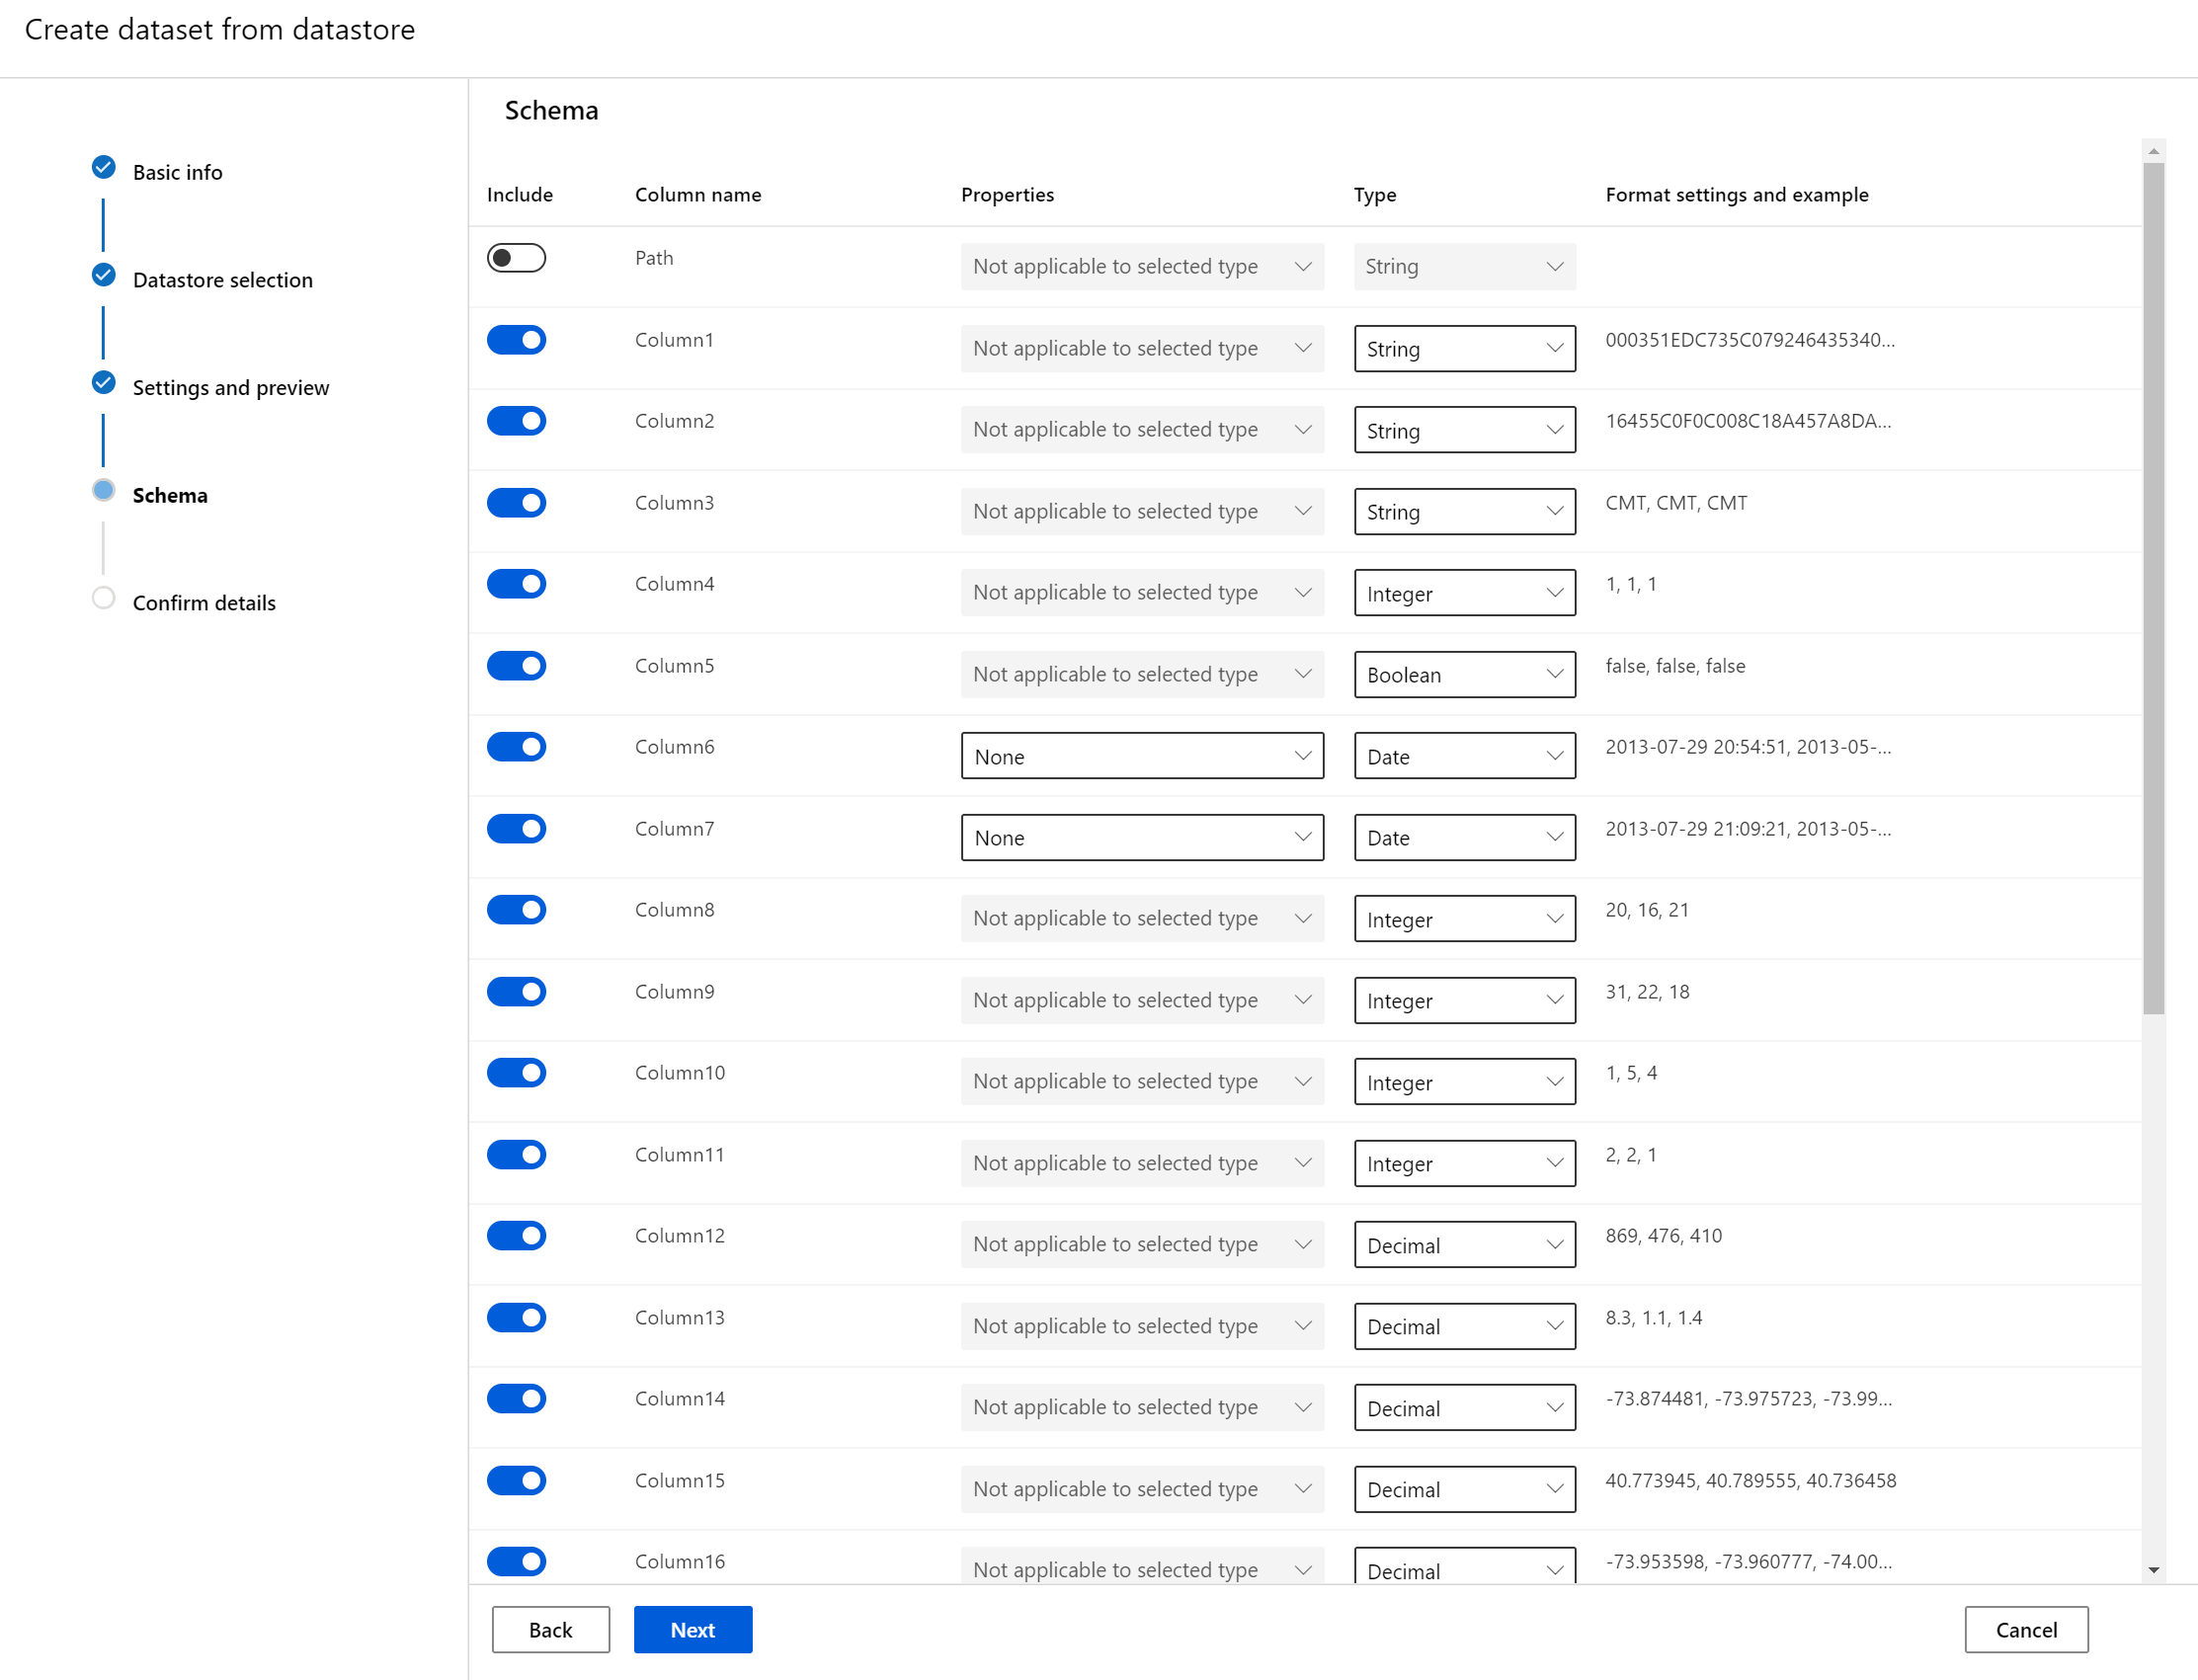 Create dataset from datastore
Basic info
Datastore selection
Settings and preview
Schema
Confirm details
Schema
Include Column name Properties Type Format settings and example
Path Not applicable to selected type String
Column1 Not applicable to selected type String 000351EDC735C079246435340...
Column2 Not applicable to selected type String 16455C0F0C008C18A457A8DA...
Column3 Not applicable to selected type String CMT, CMT, CMT
Column4 Not applicable to selected type Integer 1, 1, 1
Column5 Not applicable to selected type Boolean false, false, false
Column6 None Date 2013-07-29 20:54:51, 2013-05-...
Column7 None Date 2013-07-29 21:09:21, 2013-05-...
Column8 Not applicable to selected type Integer 20, 16, 21
Column9 Not applicable to selected type Integer 31, 22, 18
Column10 Not applicable to selected type Integer 1, 5, 4
Column11 Not applicable to selected type Integer 2, 2, 1
Column12 Not applicable to selected type Decimal 869, 476, 410
Column13 Not applicable to selected type Decimal 8.3, 1.1, 1.4
Column14 Not applicable to selected type Decimal -73.874481, -73.975723, -73.99...
Column15 Not applicable to selected type Decimal 40.773945, 40.789555, 40.736458
Column16 Not applicable to selected type Decimal -73.953598, -73.960777, -74.00...
Back Next Cancel